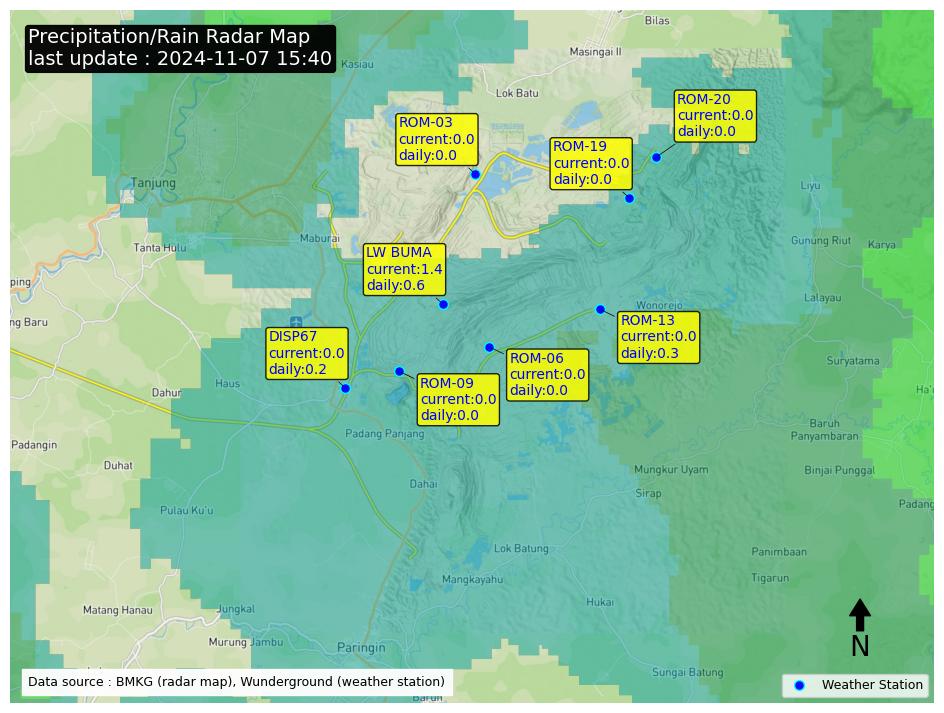 Precipitation/Rain Radar Map
last update : 2024-11-07 15:40
Bilas
Masingai II
Kasiau
Lok Batu
ROM-20
current:0.0
daily:0.0
ROM-03
current:0.0
daily:0.0
ROM-19
current:0.0
daily:0.0
Tanjung
Liyu
Maburai
Tanta Hulu
Gunung Riut
Karya
LW BUMA
current:1.4
daily:0.6
ping
Wonorejo
Lalayau
ng Baru
ROM-13
current:0.0
daily:0.3
DISP67
current:0.0
daily:0.2
ROM-06
current:0.0
daily:0.0
Suryatama
Haus
ROM-09
current:0.0
daily:0.0
Dahur
Ha'u
Baruh
Panyambaran
Padang Panjang
Padangin
Duhat
Mungkur Uyam
Binjai Punggal
Dahai
Sirap
Pulau Ku'u
Padang
Lok Batung
Panimbaan
Mangkayahu
Tigarun
Hukai
Matang Hanau
Jungkal
Murung Jambu
Paringin
Sungai Batung
N
Data source : BMKG (radar map), Wunderground (weather station)
Weather Station
Baruh